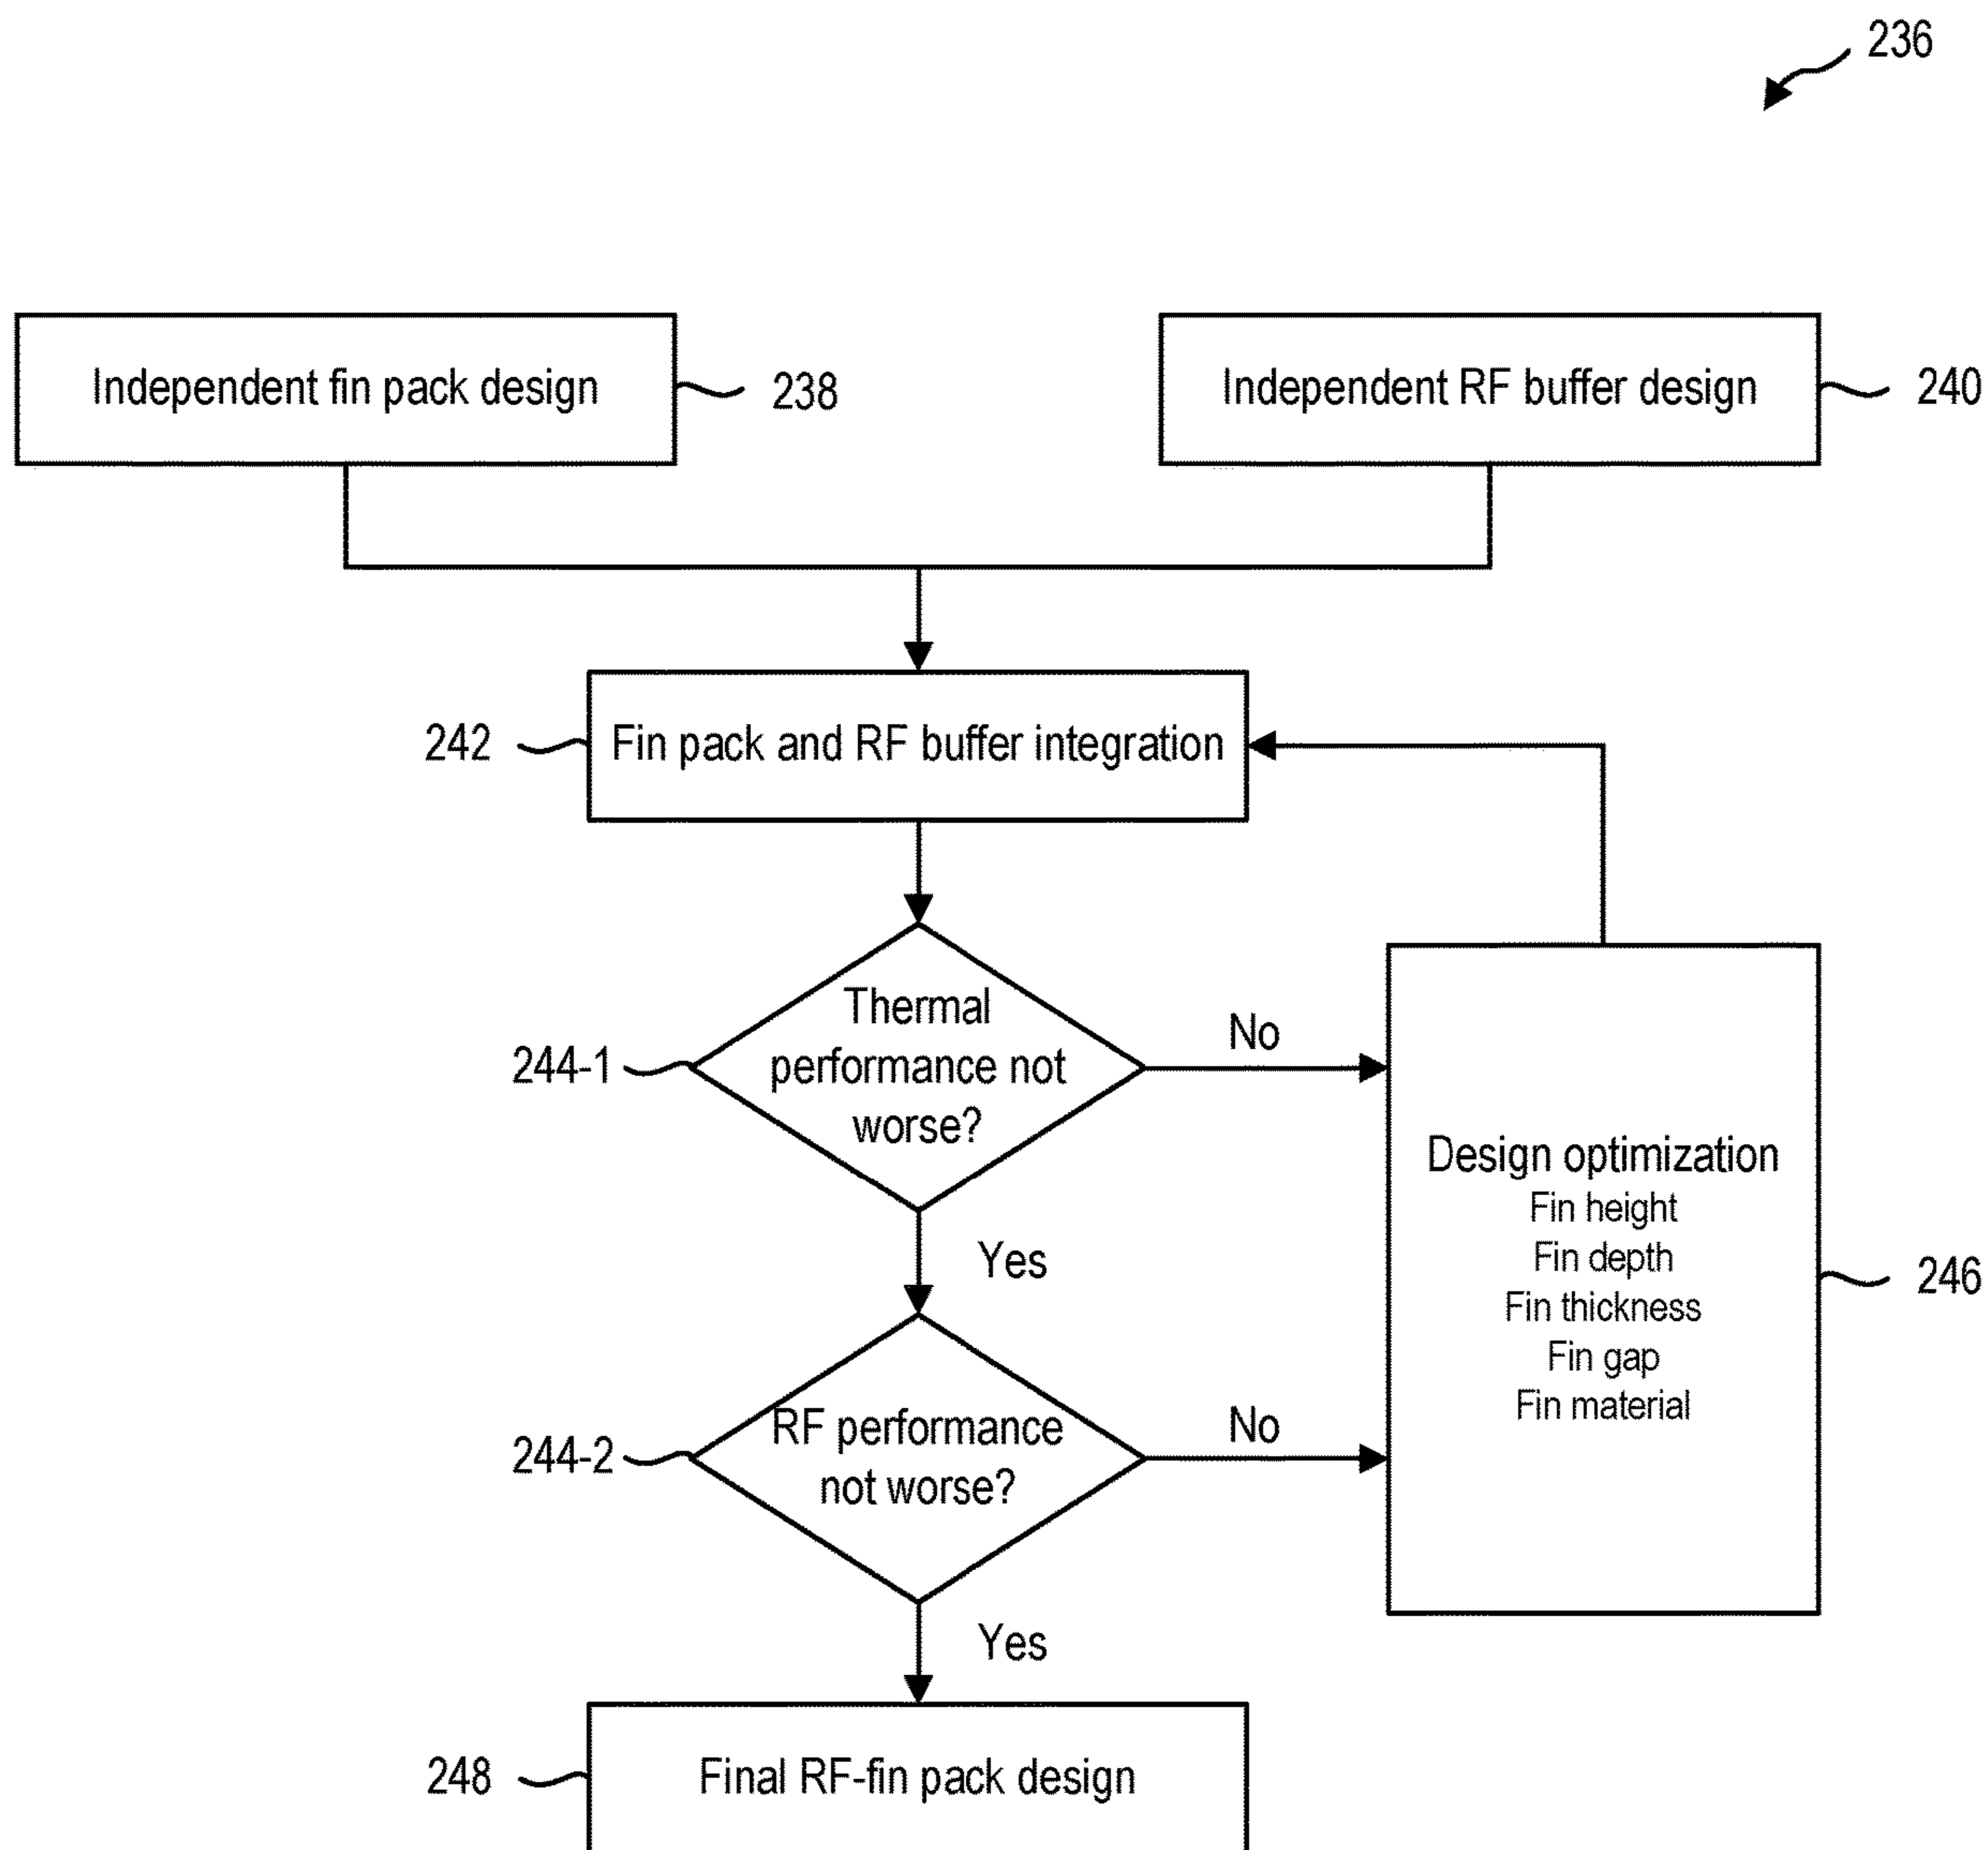 236
Independent fin pack design
238
Independent RF buffer design
240
242
Fin pack and RF buffer integration
Thermal
performance not
worse?
244-1
No
Yes
Design optimization
Fin height
Fin depth
Fin thickness
Fin gap
Fin material
246
RF performance
not worse?
244-2
No
Yes
248
Final RF-fin pack design